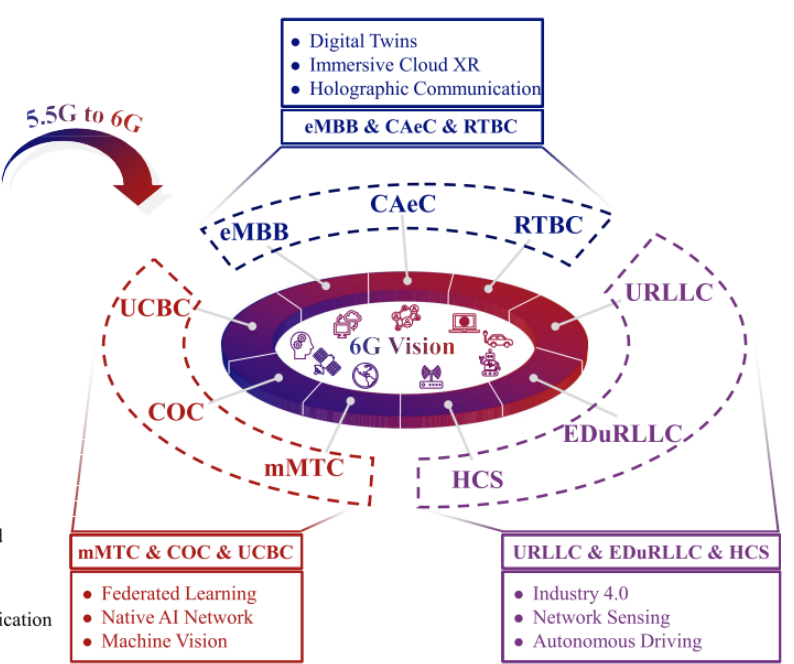 ● Digital Twins
● Immersive Cloud XR
● Holographic Communication
eMBB & CAeC & RTBC
5.5G to 6G
CAeC
eMBB
RTBC
UCBC
URLLC
6G Vision
COC
EDuRLLC
mMTC
HCS
mMTC & COC & UCBC
● Federated Learning
● Native AI Network
● Machine Vision
URLLC & EDuRLLC & HCS
● Industry 4.0
● Network Sensing
● Autonomous Driving